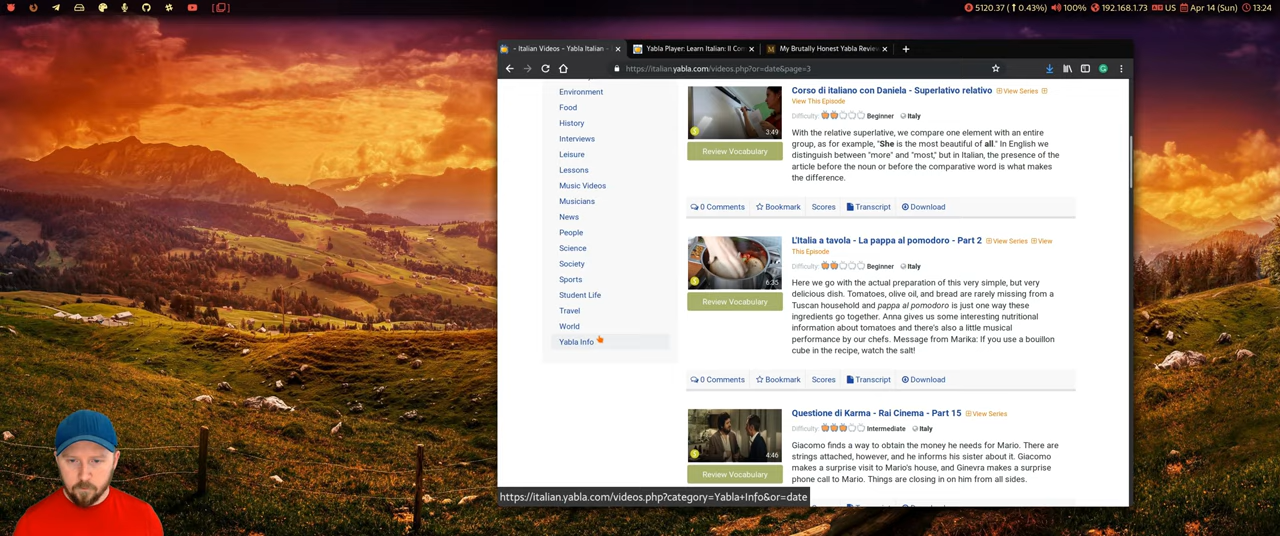 5120.37 ( 0.43%) 100% 192.168.1.73 US Apr 14 (Sun) 13:24
– Italian Videos – Yabla Italian –
Yabla Player: Learn Italian: Il Com
My Brutally Honest Yabla Revie
https://italian.yabla.com/videos.php?or=date&page=3
Environment
Food
History
Interviews
Leisure
Lessons
Music Videos
Musicians
News
People
Science
Society
Sports
Student Life
Travel
World
Yabla Info
3:49
Review Vocabulary
Corso di italiano con Daniela - Superlativo relativo View Series
View This Episode
Difficulty: Beginner Italy
With the relative superlative, we compare one element with an entire
group, as for example, "She is the most beautiful of all." In English we
distinguish between "more" and "most," but in Italian, the presence of the
article before the noun or before the comparative word is what makes
the difference.
0 Comments Bookmark Scores Transcript Download
6:35
Review Vocabulary
L'Italia a tavola - La pappa al pomodoro - Part 2 View Series View
This Episode
Difficulty: Beginner Italy
Here we go with the actual preparation of this very simple, but very
delicious dish. Tomatoes, olive oil, and bread are rarely missing from a
Tuscan household and pappa al pomodoro is just one way these
ingredients go together. Anna gives us some interesting nutritional
information about tomatoes and there's also a little musical
performance by our chefs. Message from Marika: If you use a bouillon
cube in the recipe, watch the salt!
0 Comments Bookmark Scores Transcript Download
4:46
Review Vocabulary
Questione di Karma - Rai Cinema - Part 15 View Series
Difficulty: Intermediate Italy
Giacomo finds a way to obtain the money he needs for Mario. There are
strings attached, however, and he informs his sister about it. Giacomo
makes a surprise visit to Mario's house, and Ginevra makes a surprise
phone call to Mario. Things are closing in on him from all sides.
https://italian.yabla.com/videos.php?category=Yabla+Info&or=date